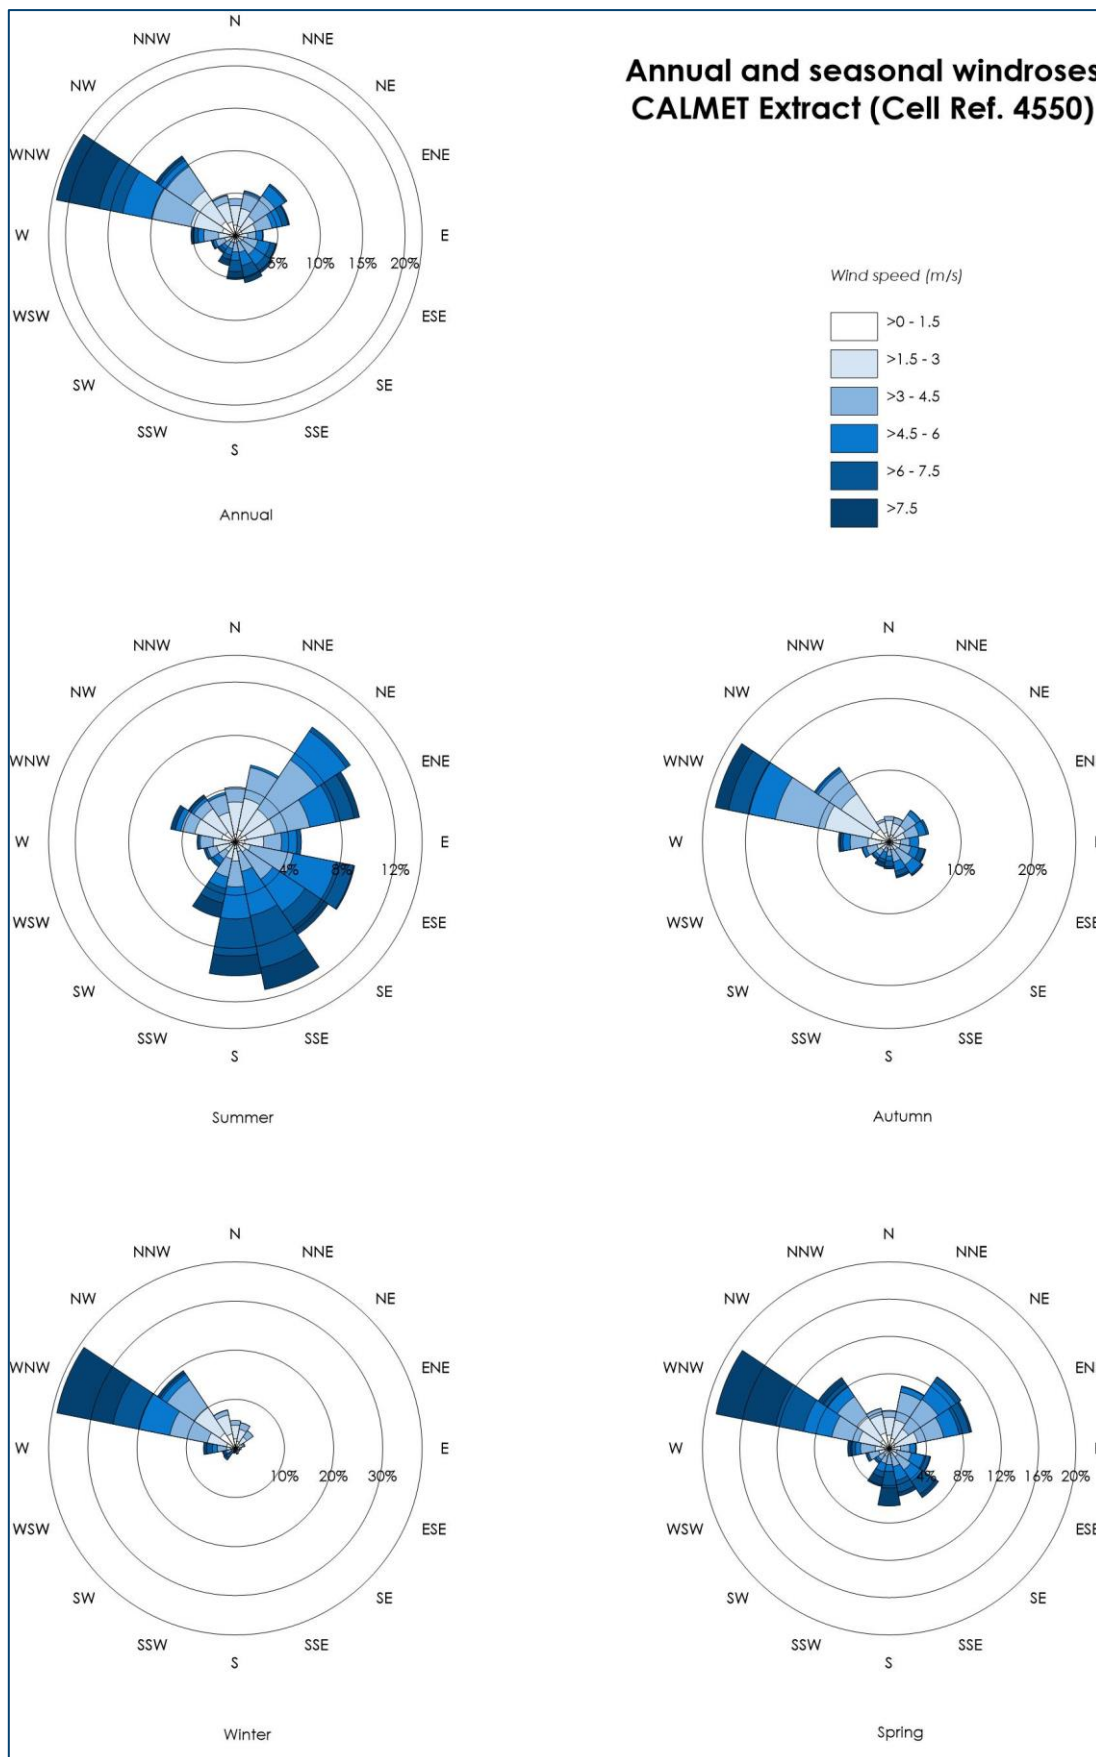 Annual and seasonal windroses
CALMET Extract (Cell Ref. 4550)
N
NNW
NNE
NW
NE
WNW
ENE
W
E
5%
10%
15%
20%
WSW
ESE
SW
SE
SSW
SSE
S
Annual
Wind speed (m/s)
>0 - 1.5
>1.5 - 3
>3 - 4.5
>4.5 - 6
>6 - 7.5
>7.5
N
NNW
NNE
NW
NE
WNW
ENE
W
E
4%
8%
12%
WSW
ESE
SW
SE
SSW
SSE
S
Summer
N
NNW
NNE
NW
NE
WNW
EN
W
10%
20%
WSW
ESE
SW
SE
SSW
SSE
S
Autumn
N
NNW
NNE
NW
NE
WNW
ENE
W
E
10%
20%
30%
WSW
ESE
SW
SE
SSW
SSE
S
Winter
N
NNW
NNE
NW
NE
WNW
EN
W
4%
8%
12%
16%
20%
WSW
ESE
SW
SE
SSW
SSE
S
Spring